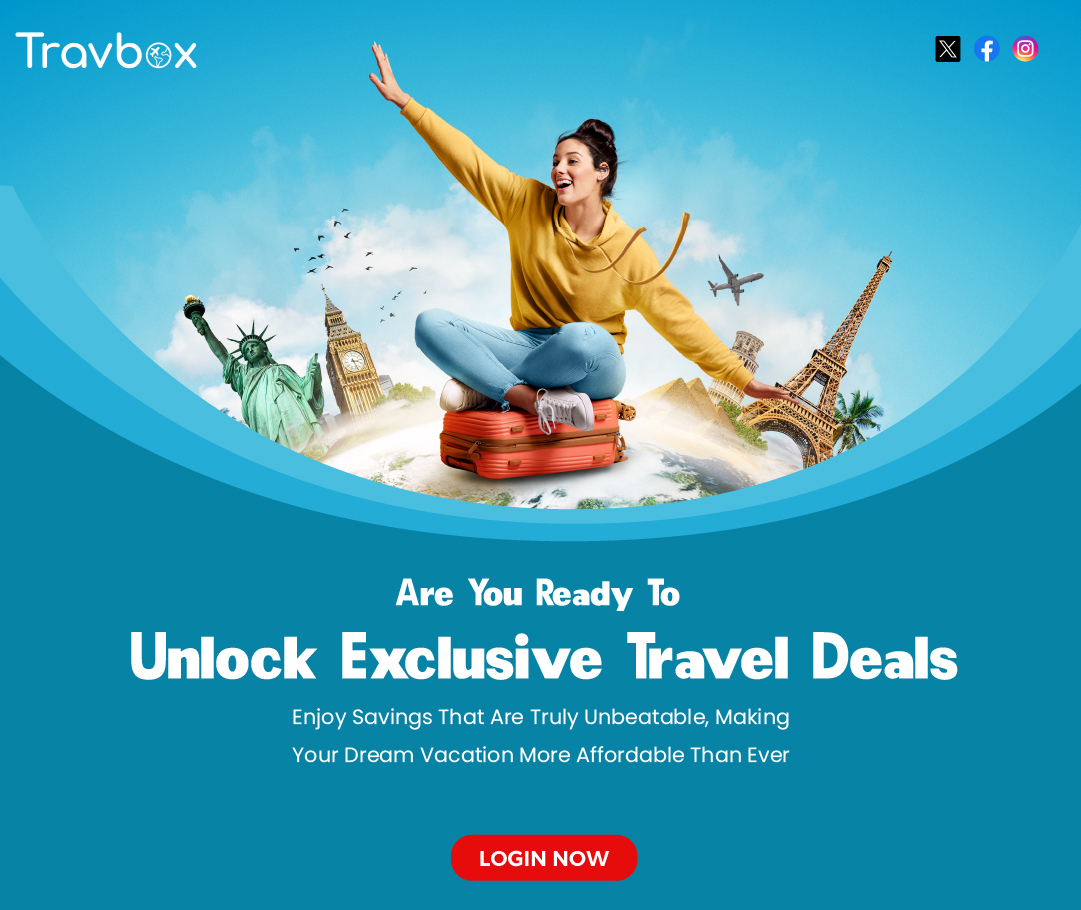 Travbox
Are You Ready To
Unlock Exclusive Travel Deals
Enjoy Savings That Are Truly Unbeatable, Making
Your Dream Vacation More Affordable Than Ever
LOGIN NOW